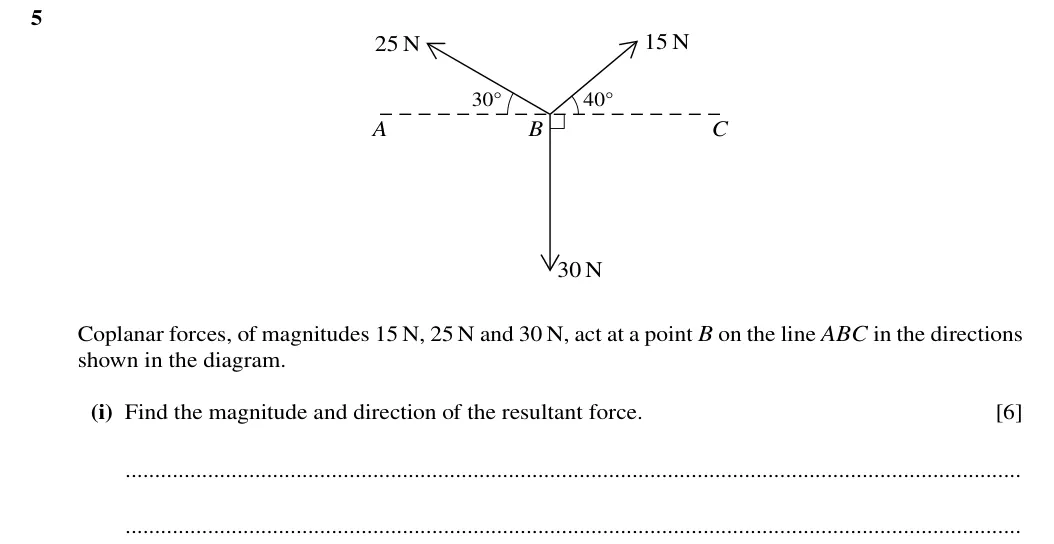 5
25 N
15 N
30°
40°
A
B
C
30 N
Coplanar forces, of magnitudes 15 N, 25 N and 30 N, act at a point B on the line ABC in the directions
shown in the diagram.
(i) Find the magnitude and direction of the resultant force. [6]